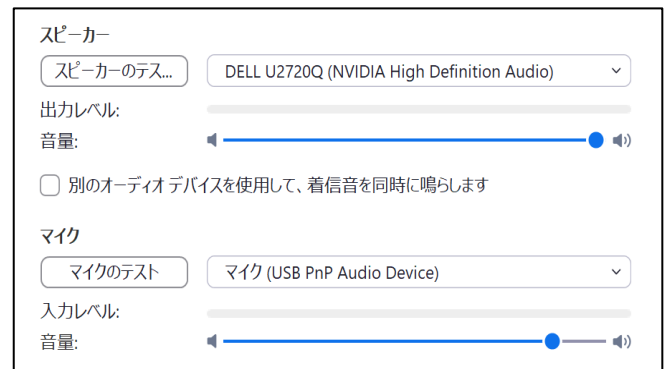 スピーカー
スピーカーのテス...
DELL U2720Q (NVIDIA High Definition Audio)
出力レベル:
音量:
別のオーディオ デバイスを使用して、着信音を同時に鳴らします
マイク
マイクのテスト
マイク (USB PnP Audio Device)
入力レベル:
音量: